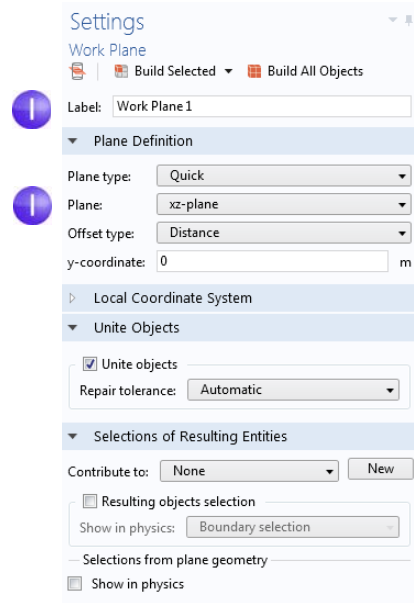 Settings
Work Plane
Build Selected Build All Objects
I Label: Work Plane 1
Plane Definition
Plane type: Quick
I Plane: xz-plane
Offset type: Distance
y-coordinate: 0 m
Local Coordinate System
Unite Objects
Unite objects
Repair tolerance: Automatic
Selections of Resulting Entities
Contribute to: None New
Resulting objects selection
Show in physics: Boundary selection
Selections from plane geometry
Show in physics